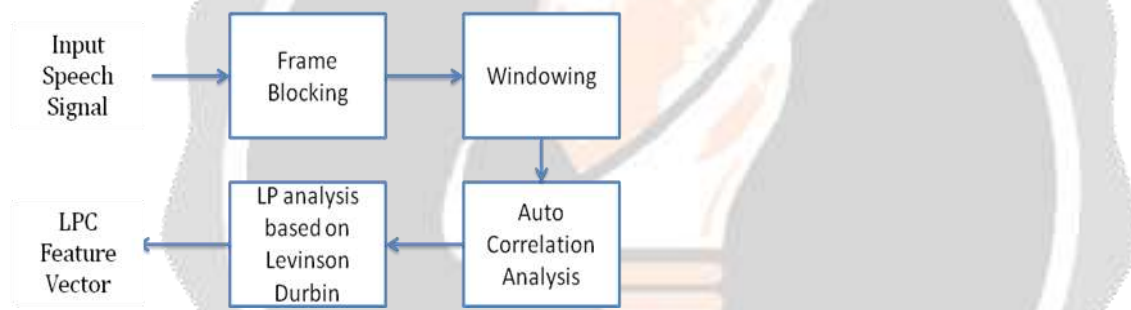 Input
Speech
Signal
Frame
Blocking
Windowing
Auto
Correlation
Analysis
LP analysis
based on
Levinson
Durbin
LPC
Feature
Vector